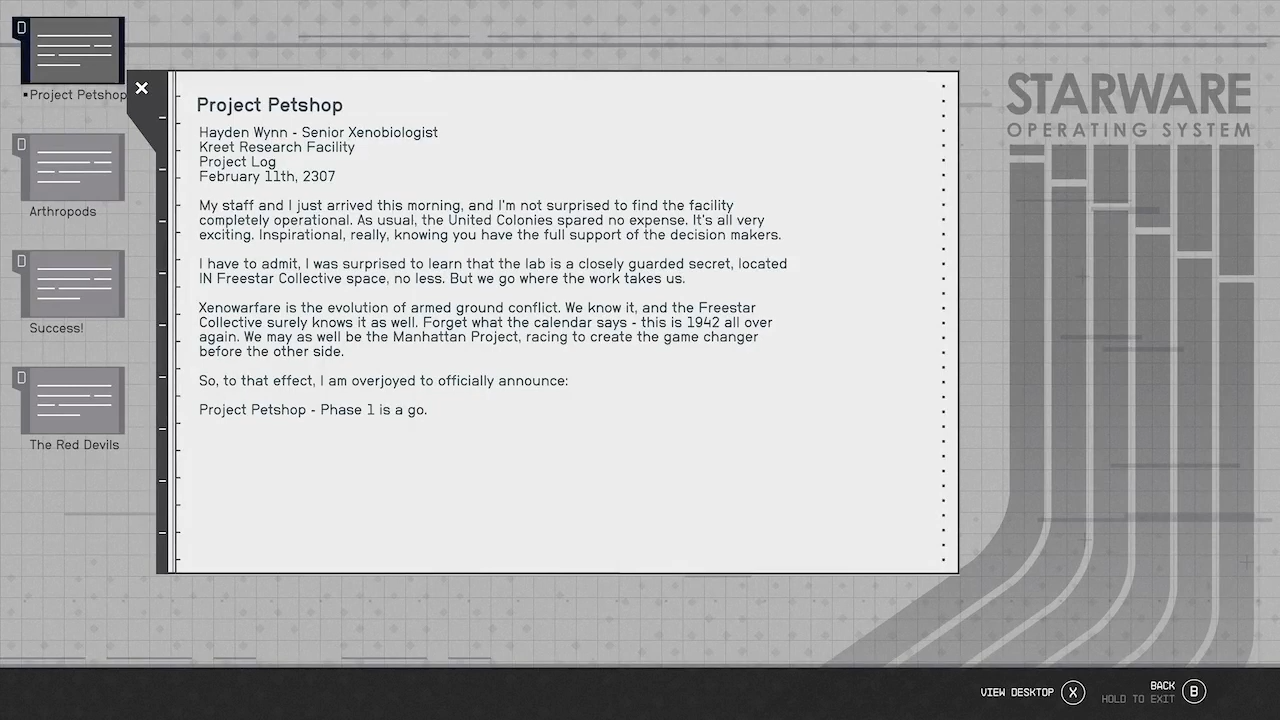 Project Petshop
Arthropods
Success!
The Red Devils
Project Petshop
Hayden Wynn - Senior Xenobiologist
Kreet Research Facility
Project Log
February 11th, 2307
My staff and I just arrived this morning, and I'm not surprised to find the facility
completely operational. As usual, the United Colonies spared no expense. It's all very
exciting. Inspirational, really, knowing you have the full support of the decision makers.
I have to admit, I was surprised to learn that the lab is a closely guarded secret, located
IN Freestar Collective space, no less. But we go where the work takes us.
Xenowarfare is the evolution of armed ground conflict. We know it, and the Freestar
Collective surely knows it as well. Forget what the calendar says - this is 1942 all over
again. We may as well be the Manhattan Project, racing to create the game changer
before the other side.
So, to that effect, I am overjoyed to officially announce:
Project Petshop - Phase 1 is a go.
STARWARE
OPERATING SYSTEM
VIEW DESKTOP X
BACK B
HOLD TO EXIT